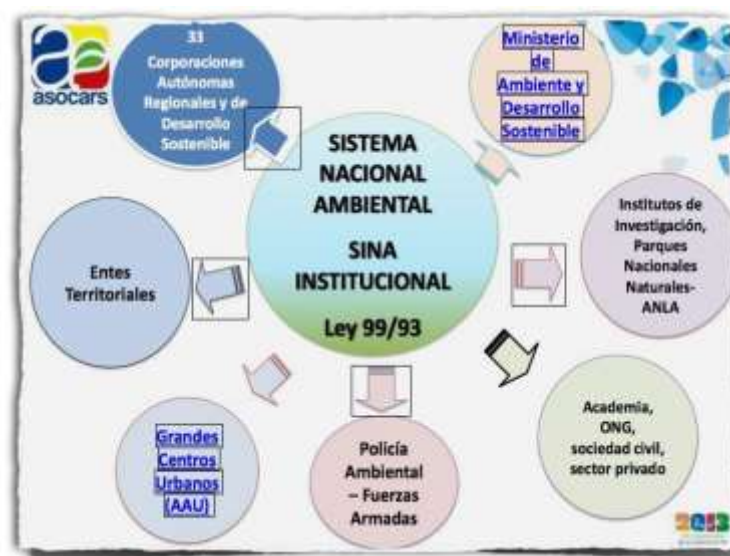 asocars
33
Corporaciones
Autónomas
Regionales y de
Desarrollo
Sostenible
Ministerio
de
Ambiente y
Desarrollo
Sostenible
SISTEMA
NACIONAL
AMBIENTAL
SINA
INSTITUCIONAL
Ley 99/93
Entes
Territoriales
Institutos de
Investigación,
Parques
Nacionales
Naturales-
ANLA
Grandes
Centros
Urbanos
(AAU)
Policía
Ambiental
– Fuerzas
Armadas
Academia,
ONG,
sociedad civil,
sector privado
2013